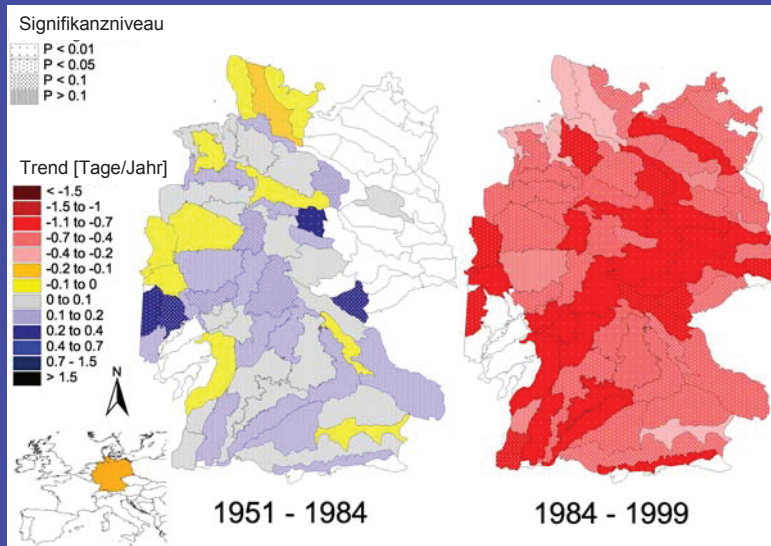 Signifikanzniveau
P < 0.01
P < 0.05
P < 0.1
P > 0.1
Trend [Tage/Jahr]
< -1.5
-1.5 to -1
-1.1 to -0.7
-0.7 to -0.4
-0.4 to -0.2
-0.2 to -0.1
-0.1 to 0
0 to 0.1
0.1 to 0.2
0.2 to 0.4
0.4 to 0.7
0.7 - 1.5
> 1.5
N
1951 - 1984
1984 - 1999